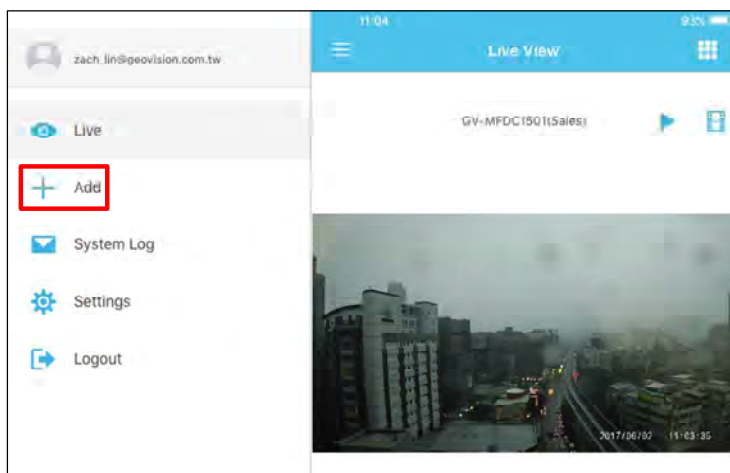 zach_lin@geovision.com.tw
Live
Add
System Log
Settings
Logout
11:04
93%
Live View
GV-MFDC1501(Sales)
2017/06/02 11:03:35